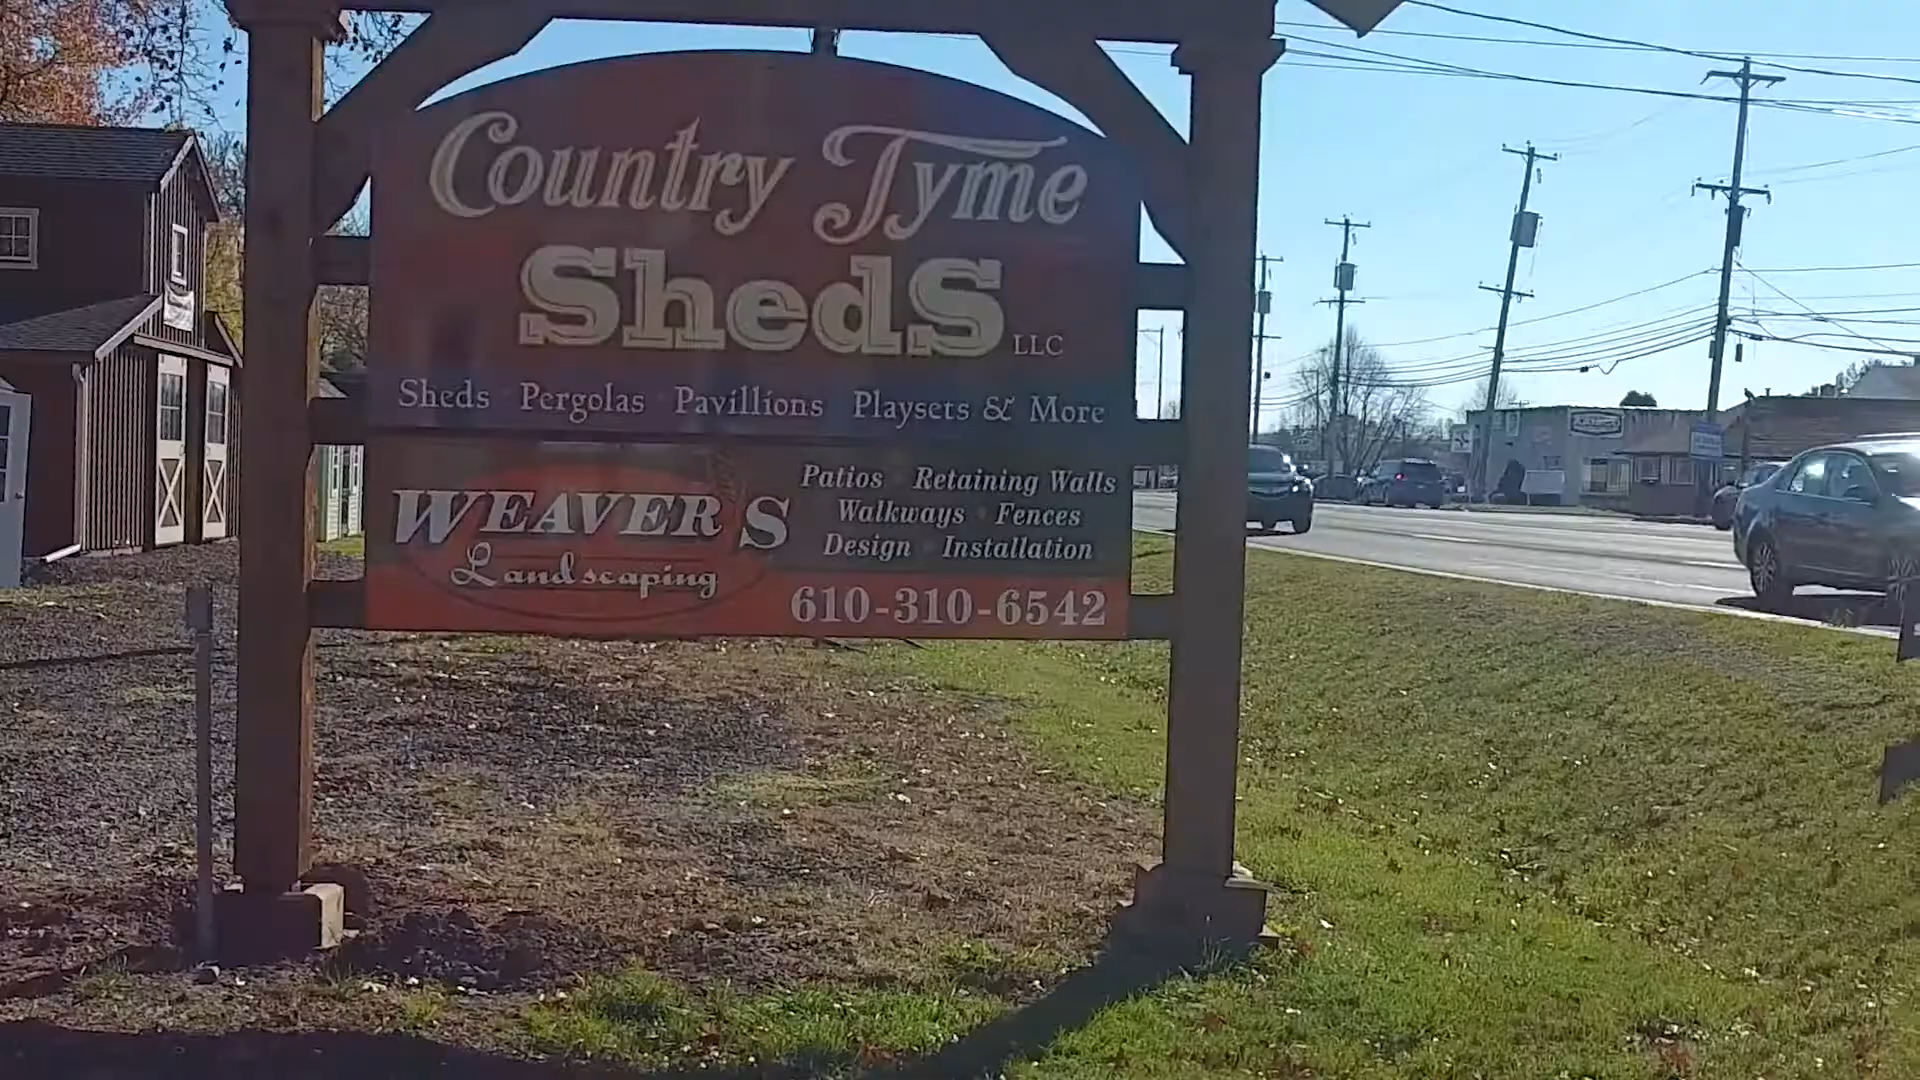 Country Tyme
Sheds LLC
Sheds Pergolas Pavillions Playsets & More
WEAVER'S
Landscaping
Patios Retaining Walls
Walkways Fences
Design Installation
610-310-6542